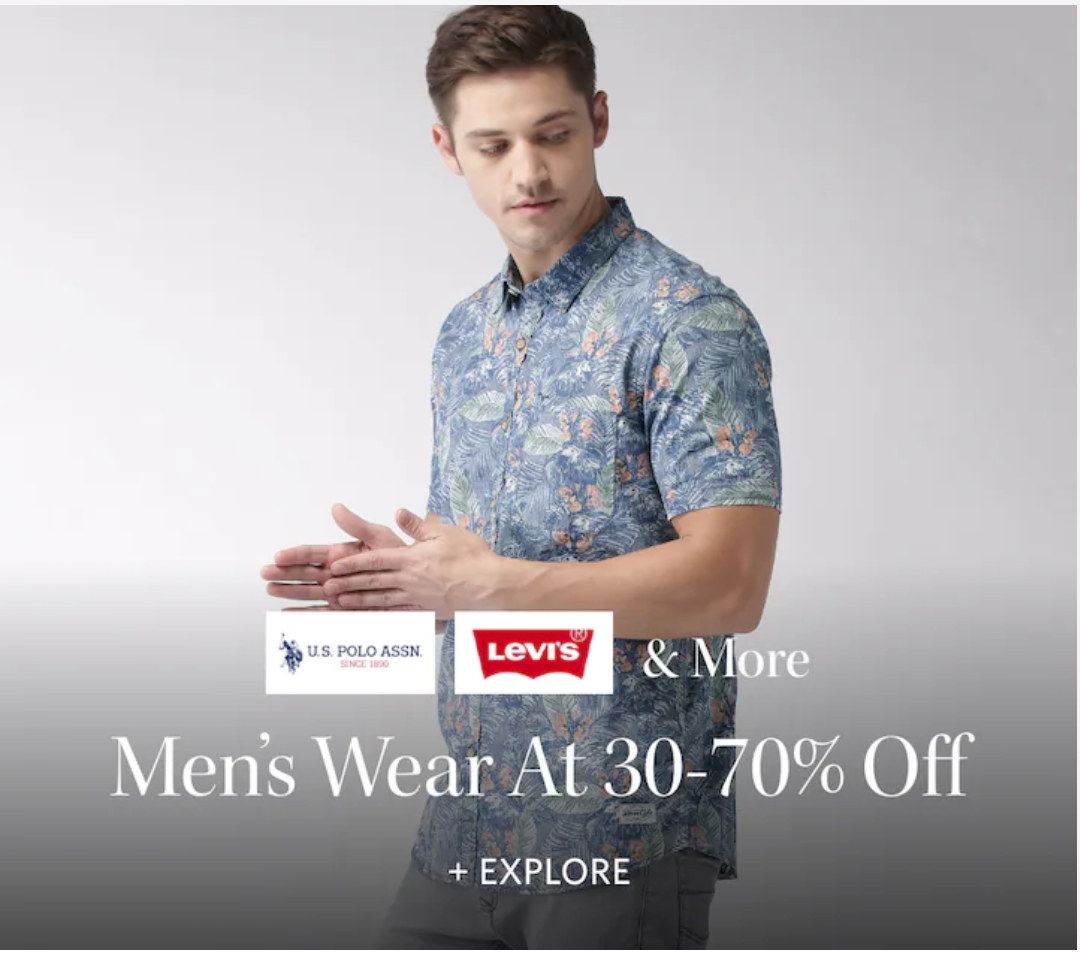 U.S. POLO ASSN.
SINCE 1890
LEVI'S ®
& More
Men's Wear At 30-70% Off
+ EXPLORE